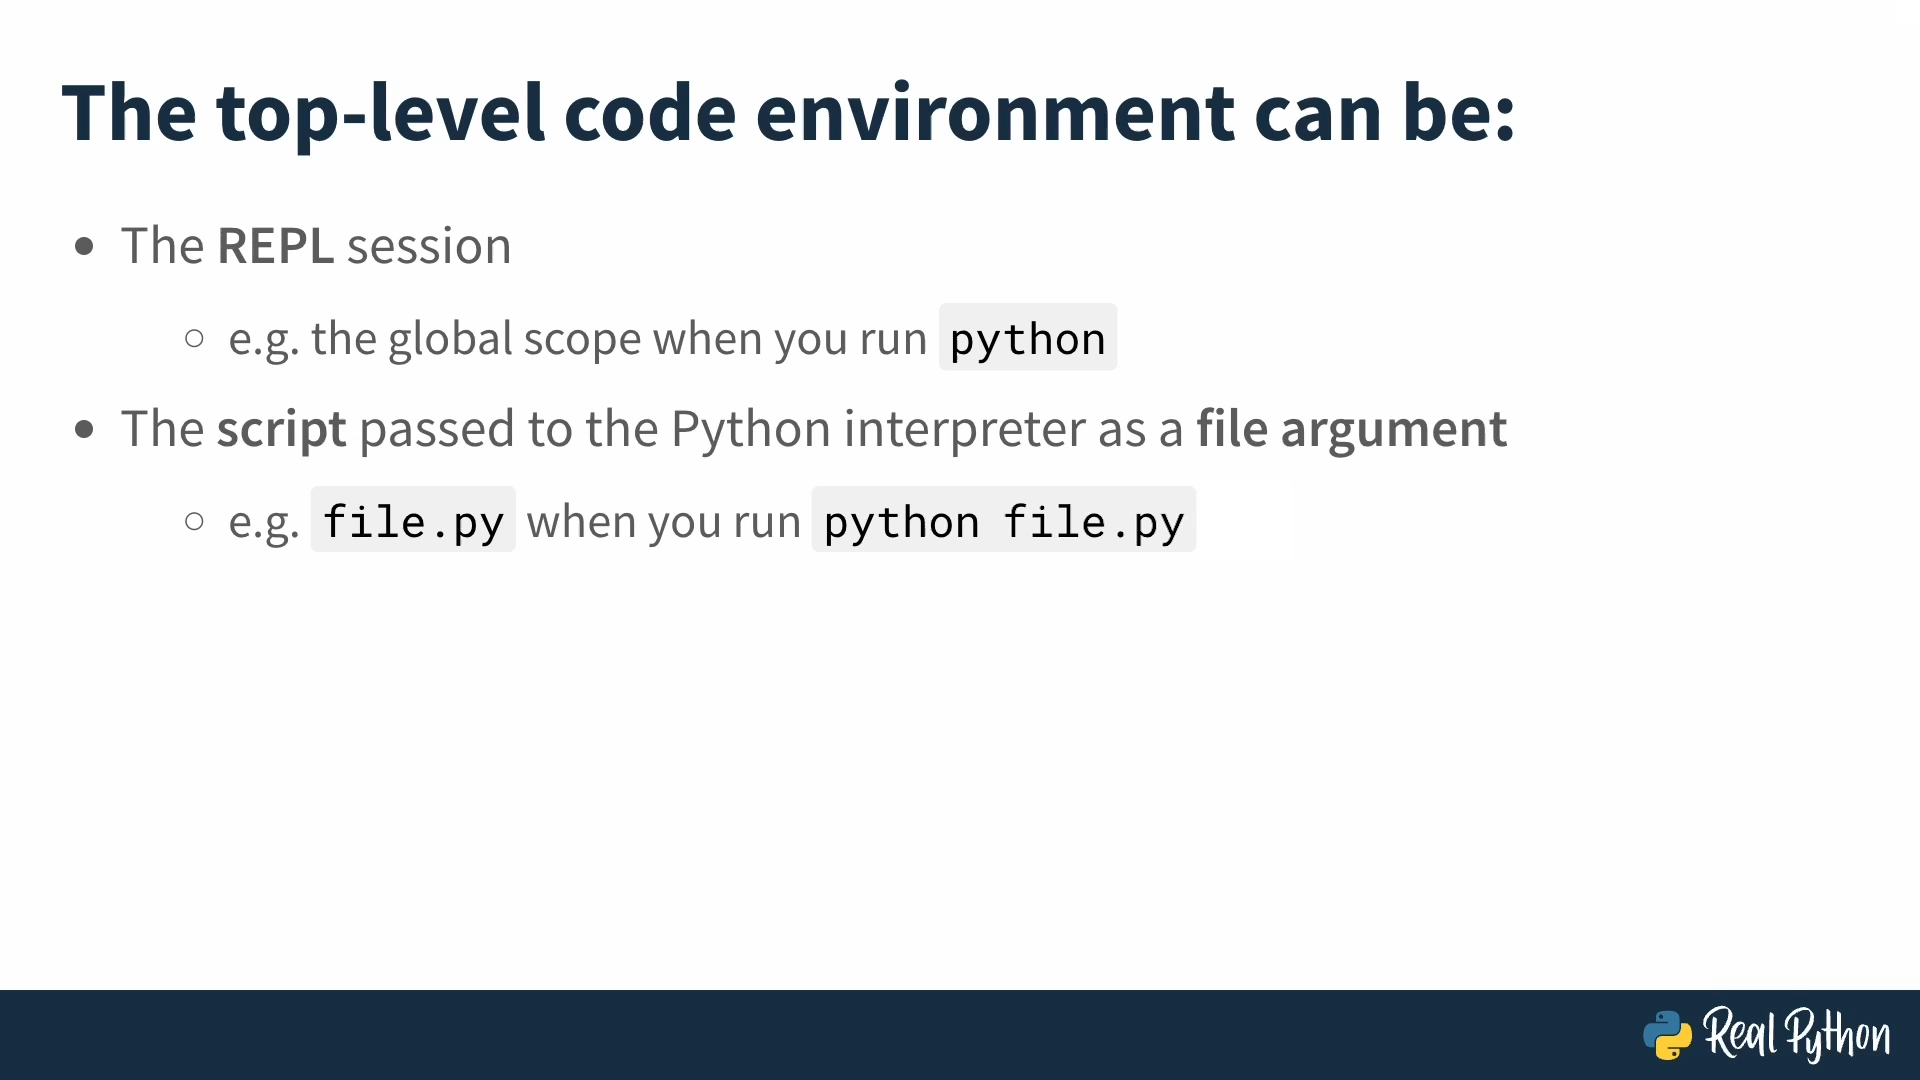 The top-level code environment can be:
The REPL session
e.g. the global scope when you run python
The script passed to the Python interpreter as a file argument
e.g. file.py when you run python file.py
Real Python